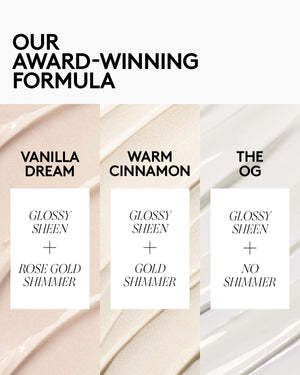 OUR
AWARD-WINNING
FORMULA
VANILLA
DREAM
GLOSSY
SHEEN
+
ROSE GOLD
SHIMMER
WARM
CINNAMON
GLOSSY
SHEEN
+
GOLD
SHIMMER
THE
OG
GLOSSY
SHEEN
+
NO
SHIMMER